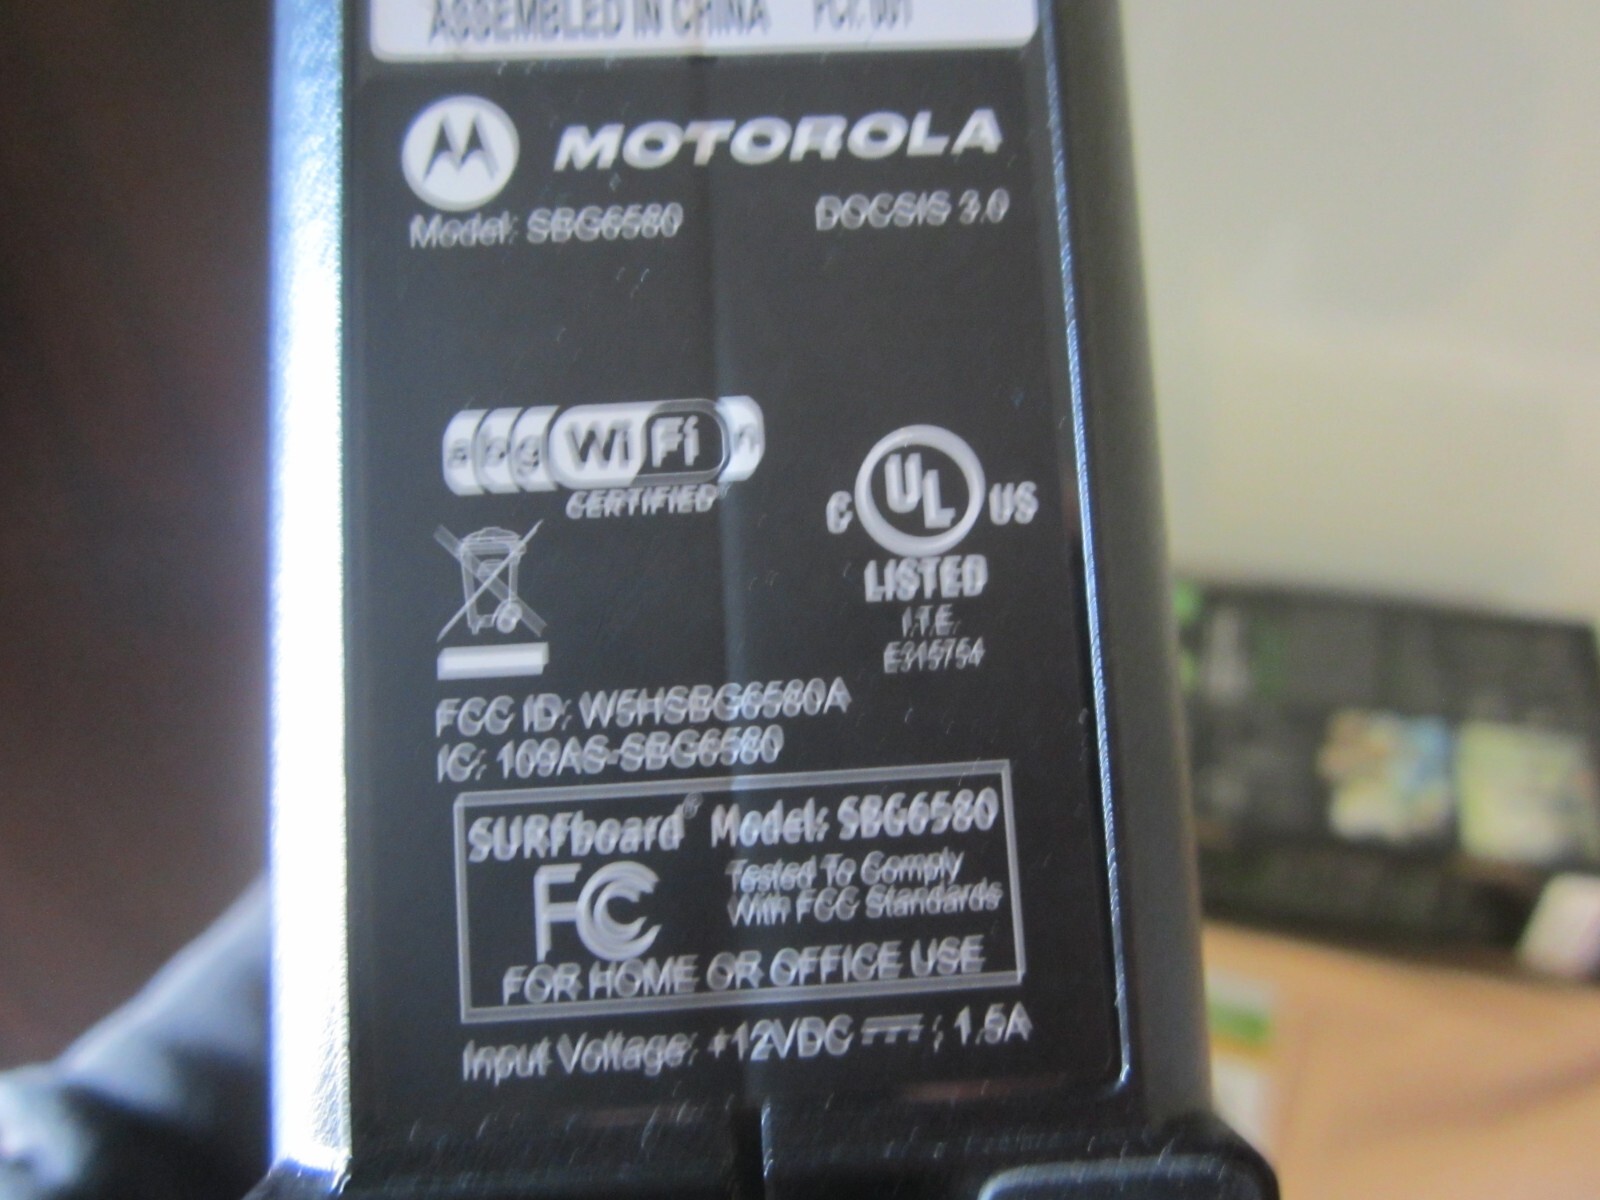 ASSEMBLED IN CHINA
MOTOROLA
Model: SBG6580 DOCSIS 3.0
a b g Wi Fi n
CERTIFIED
C UL US
LISTED
I.T.E.
E315754
FCC ID: W5HSBG6580A
IC: 109AS-SBG6580
SURFboard® Model: SBG6580
FC Tested To Comply
With FCC Standards
FOR HOME OR OFFICE USE
Input Voltage: +12VDC ⎓ ; 1.5A